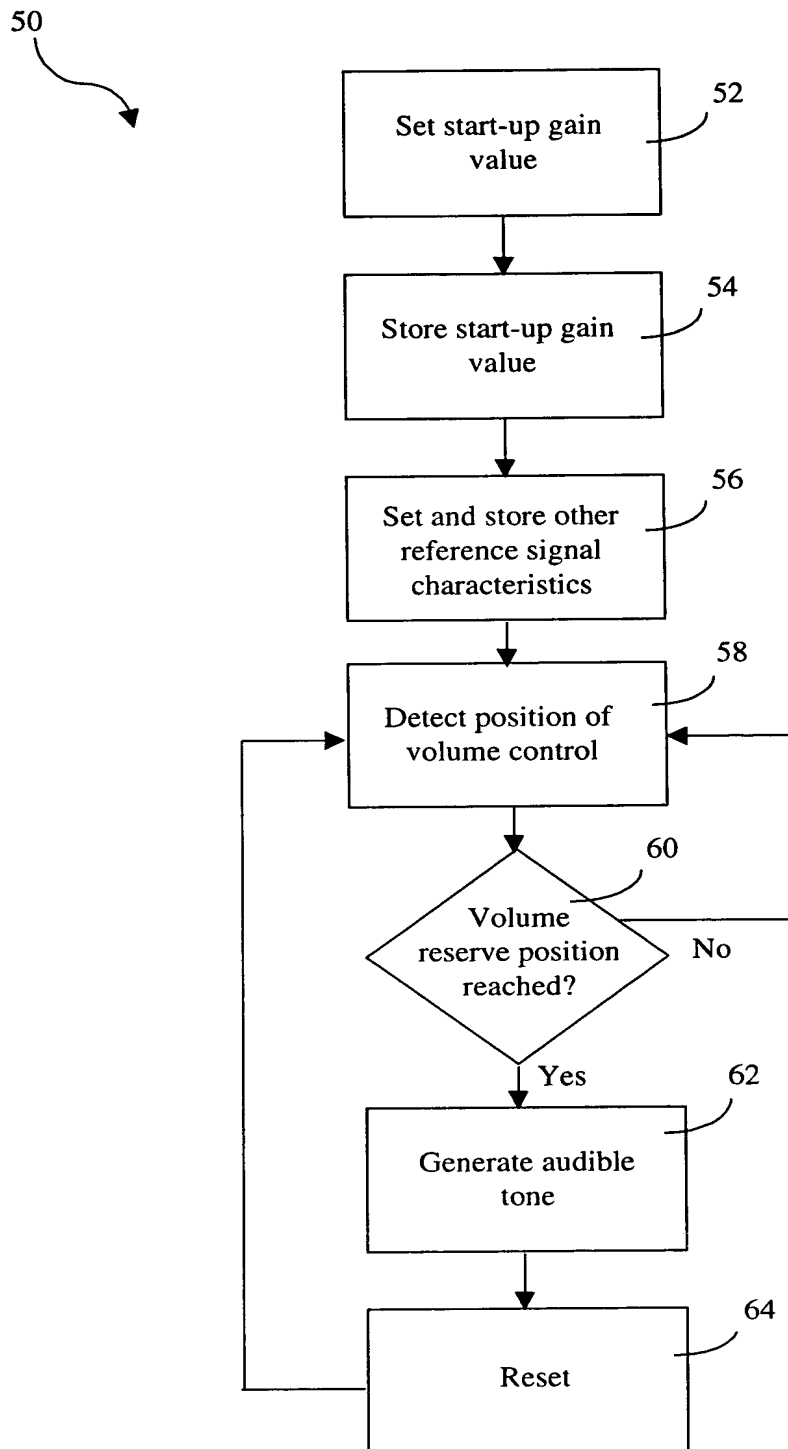 50
52
Set start-up gain
value
54
Store start-up gain
value
56
Set and store other
reference signal
characteristics
58
Detect position of
volume control
60
Volume
reserve position
reached?
No
Yes
62
Generate audible
tone
64
Reset